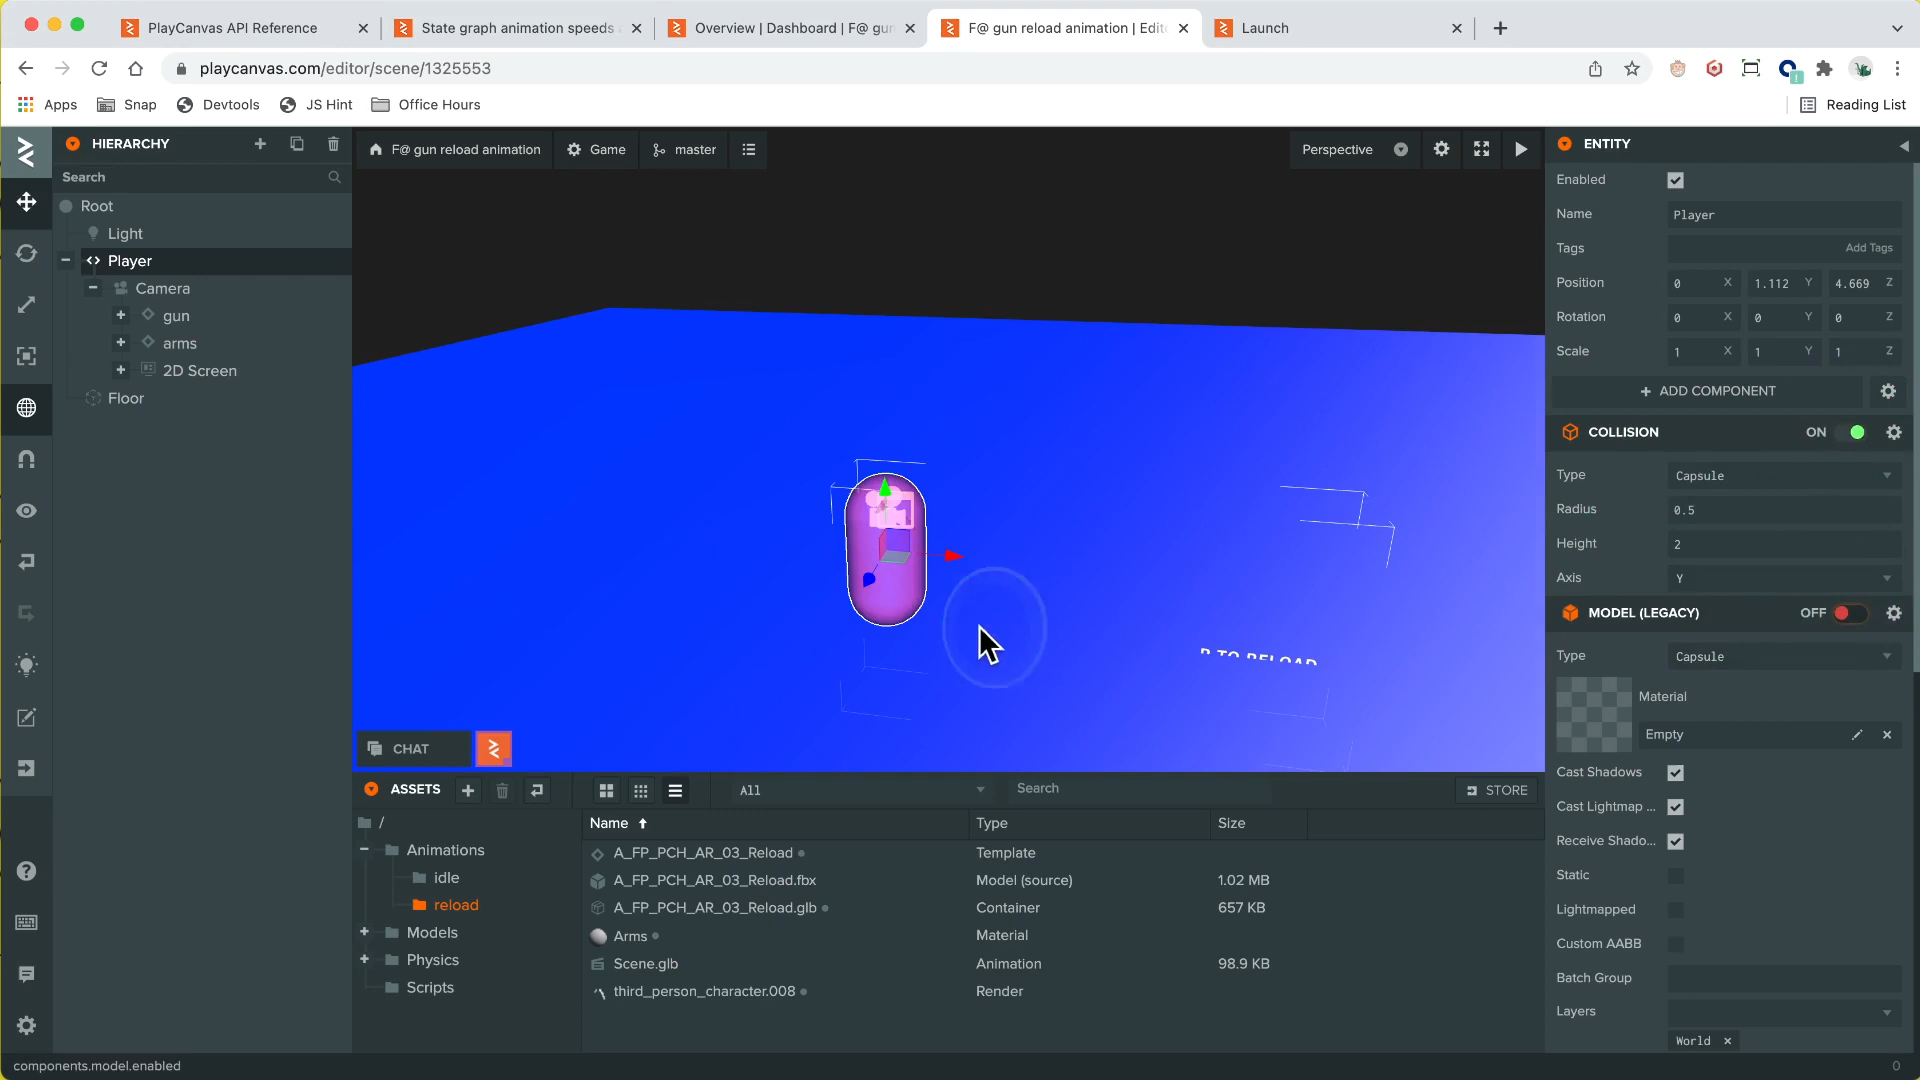 PlayCanvas API Reference
State graph animation speeds a
Overview | Dashboard | F@ gun
F@ gun reload animation | Edito
Launch
playcanvas.com/editor/scene/1325553
Apps
Snap
Devtools
JS Hint
Office Hours
Reading List
HIERARCHY
Search
Root
Light
Player
Camera
gun
arms
2D Screen
Floor
F@ gun reload animation
Game
master
Perspective
R TO RELOAD
CHAT
ENTITY
Enabled
Name Player
Tags Add Tags
Position 0 X 1.112 Y 4.669 Z
Rotation 0 X 0 Y 0 Z
Scale 1 X 1 Y 1 Z
ADD COMPONENT
COLLISION ON
Type Capsule
Radius 0.5
Height 2
Axis Y
MODEL (LEGACY) OFF
Type Capsule
Material
Empty
Cast Shadows
Cast Lightmap ...
Receive Shado...
Static
Lightmapped
Custom AABB
Batch Group
Layers
World
ASSETS
All
Search
STORE
/
Animations
idle
reload
Models
Physics
Scripts
Name Type Size
A_FP_PCH_AR_03_Reload Template
A_FP_PCH_AR_03_Reload.fbx Model (source) 1.02 MB
A_FP_PCH_AR_03_Reload.glb Container 657 KB
Arms Material
Scene.glb Animation 98.9 KB
third_person_character.008 Render
components.model.enabled
0